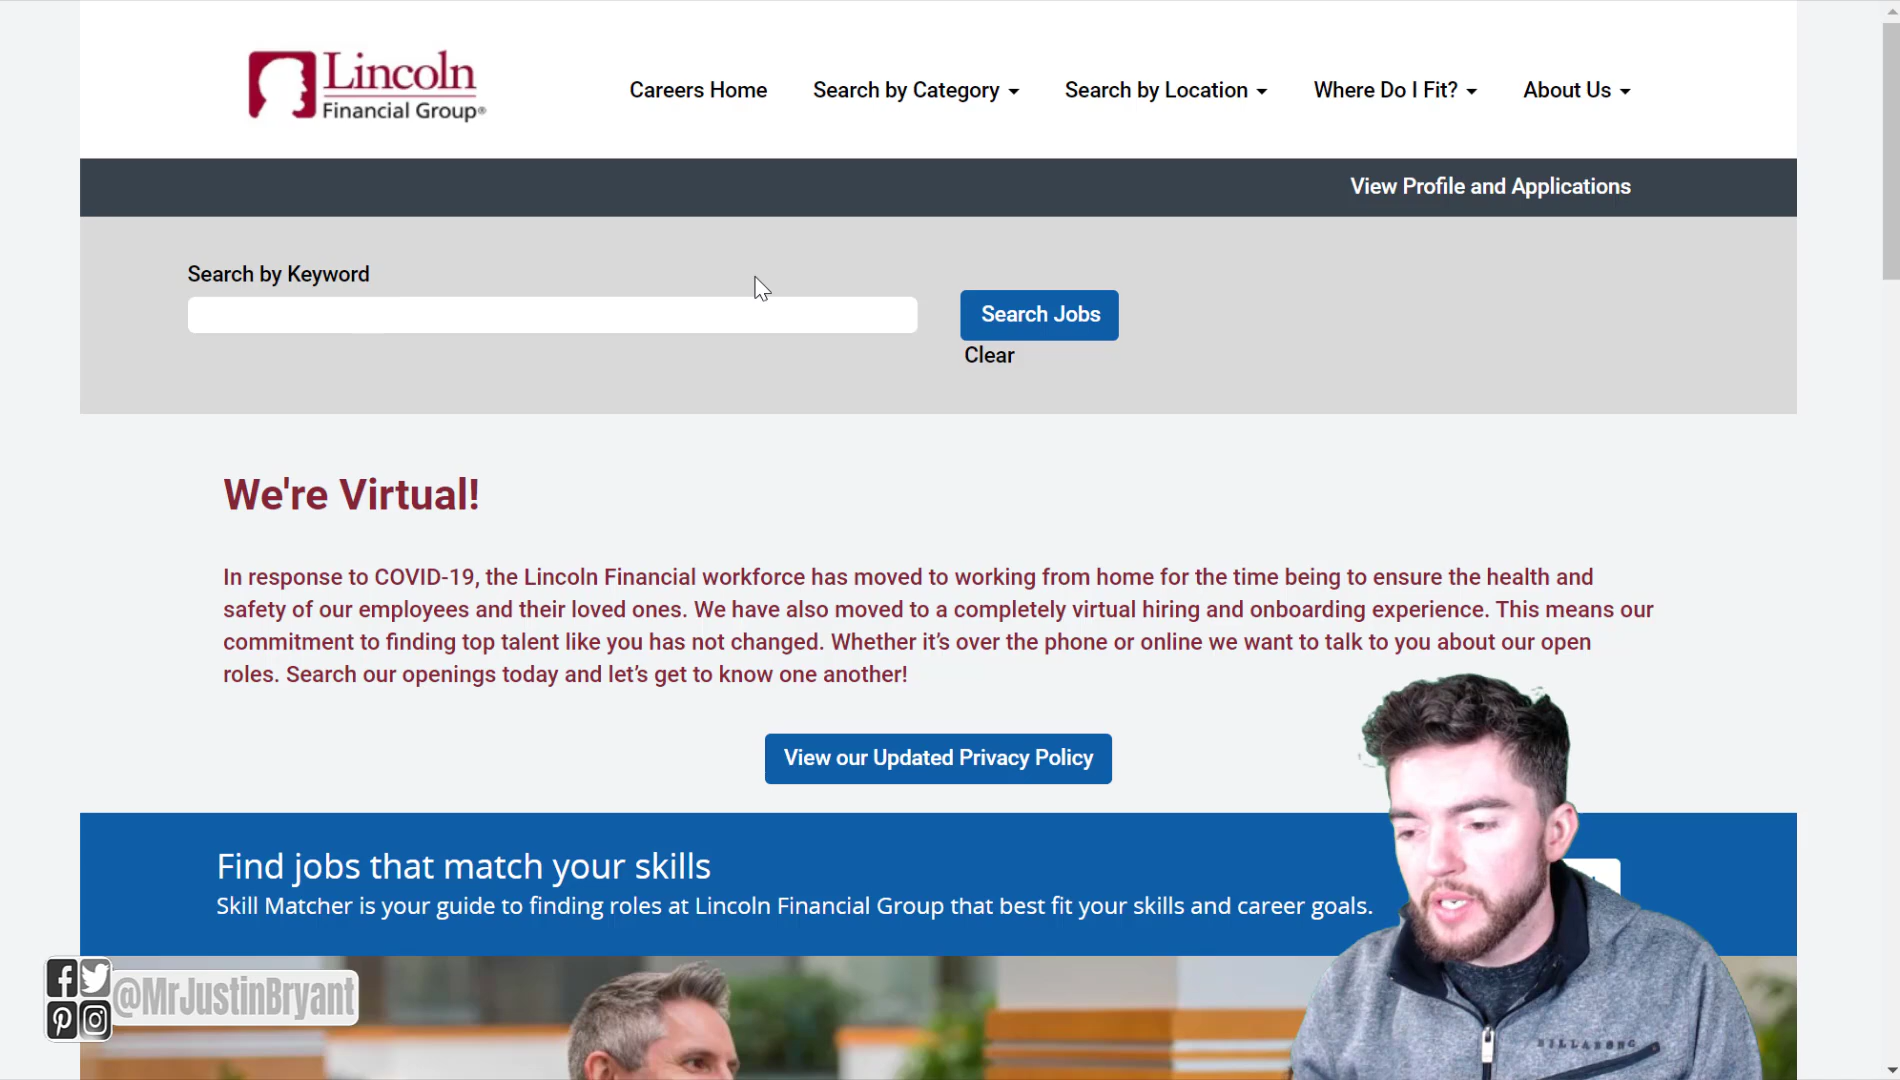 Lincoln
Financial Group®
Careers Home
Search by Category
Search by Location
Where Do I Fit?
About Us
View Profile and Applications
Search by Keyword
Search Jobs
Clear
We're Virtual!
In response to COVID-19, the Lincoln Financial workforce has moved to working from home for the time being to ensure the health and
safety of our employees and their loved ones. We have also moved to a completely virtual hiring and onboarding experience. This means our
commitment to finding top talent like you has not changed. Whether it’s over the phone or online we want to talk to you about our open
roles. Search our openings today and let’s get to know one another!
View our Updated Privacy Policy
Find jobs that match your skills
Skill Matcher is your guide to finding roles at Lincoln Financial Group that best fit your skills and career goals.
@MrJustinBryant
BILLABONG